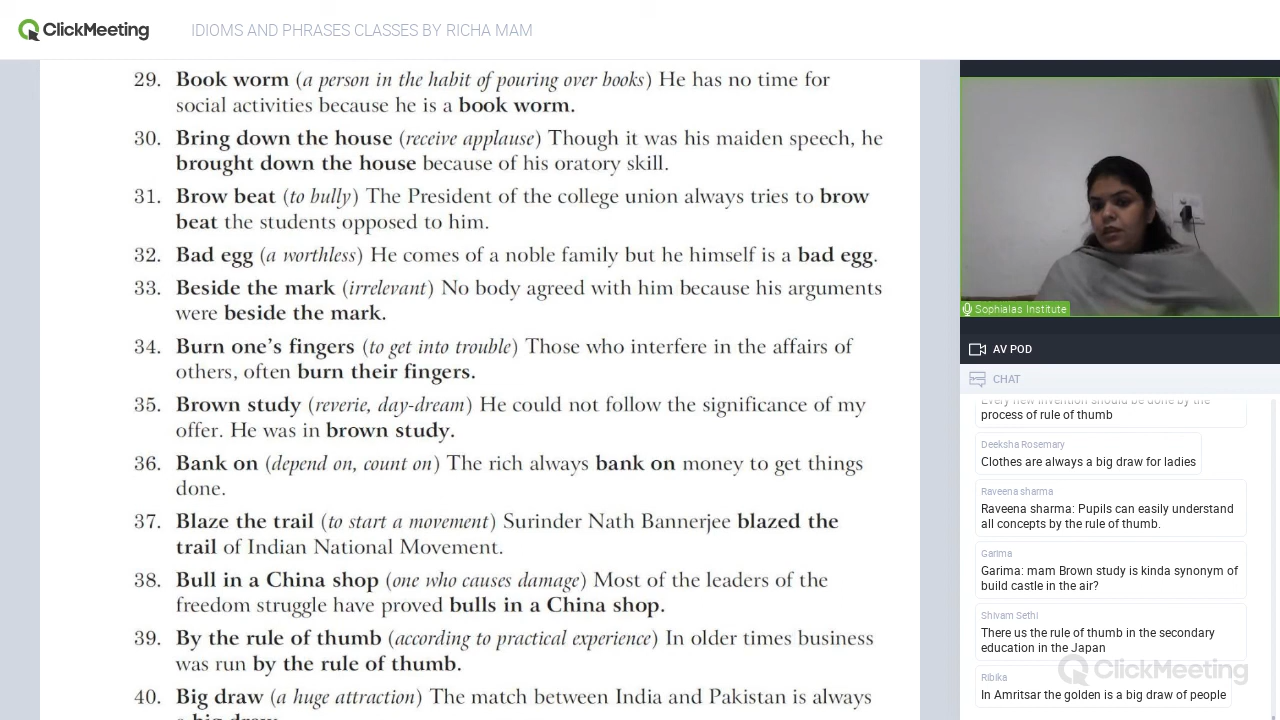 ClickMeeting
IDIOMS AND PHRASES CLASSES BY RICHA MAM
29. Book worm (a person in the habit of pouring over books) He has no time for
social activities because he is a book worm.
30. Bring down the house (receive applause) Though it was his maiden speech, he
brought down the house because of his oratory skill.
31. Brow beat (to bully) The President of the college union always tries to brow
beat the students opposed to him.
32. Bad egg (a worthless) He comes of a noble family but he himself is a bad egg.
33. Beside the mark (irrelevant) No body agreed with him because his arguments
were beside the mark.
34. Burn one's fingers (to get into trouble) Those who interfere in the affairs of
others, often burn their fingers.
35. Brown study (reverie, day-dream) He could not follow the significance of my
offer. He was in brown study.
36. Bank on (depend on, count on) The rich always bank on money to get things
done.
37. Blaze the trail (to start a movement) Surinder Nath Bannerjee blazed the
trail of Indian National Movement.
38. Bull in a China shop (one who causes damage) Most of the leaders of the
freedom struggle have proved bulls in a China shop.
39. By the rule of thumb (according to practical experience) In older times business
was run by the rule of thumb.
40. Big draw (a huge attraction) The match between India and Pakistan is always
a big draw.
Sophialas Institute
AV POD
CHAT
Every new invention should be done by the
process of rule of thumb
Deeksha Rosemary
Clothes are always a big draw for ladies
Raveena sharma
Raveena sharma: Pupils can easily understand
all concepts by the rule of thumb.
Garima
Garima: mam Brown study is kinda synonym of
build castle in the air?
Shivam Sethi
There us the rule of thumb in the secondary
education in the Japan
Ribika
In Amritsar the golden is a big draw of people
ClickMeeting